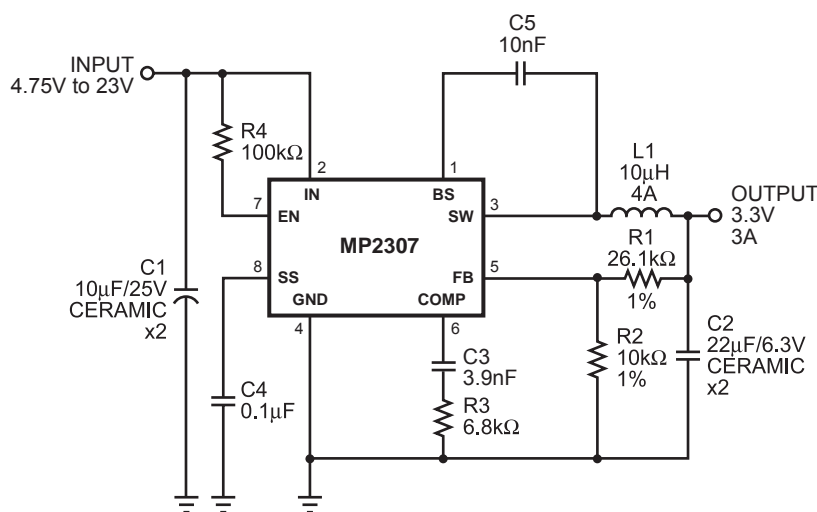 INPUT
4.75V to 23V
C5
10nF
R4
100kΩ
L1
10µH
4A
OUTPUT
3.3V
3A
2
1
IN
BS
7
EN
SW
3
MP2307
R1
26.1kΩ
1%
8
SS
FB
5
GND
COMP
4
6
C1
10µF/25V
CERAMIC
x2
C4
0.1µF
C3
3.9nF
R3
6.8kΩ
R2
10kΩ
1%
C2
22µF/6.3V
CERAMIC
x2